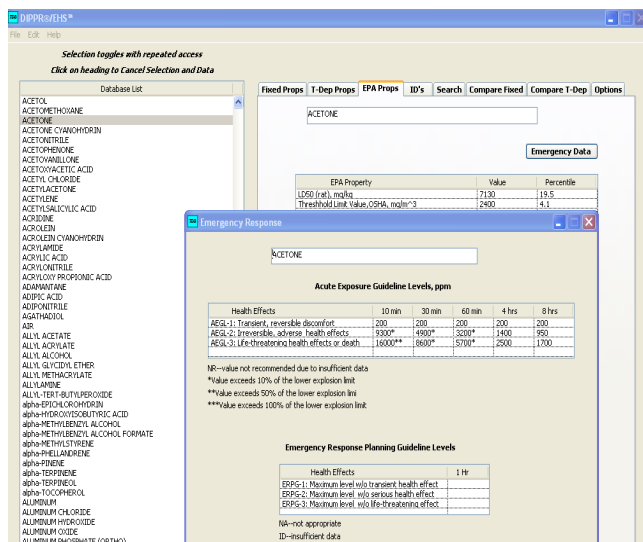 DIPPR®/EHS™
File Edit Help
Selection toggles with repeated access
Click on heading to Cancel Selection and Data
Database List
ACETOL
ACETOMETHOXANE
ACETONE
ACETONE CYANOHYDRIN
ACETONITRILE
ACETOPHENONE
ACETOVANILLONE
ACETOXYACETIC ACID
ACETYL CHLORIDE
ACETYLACETONE
ACETYLENE
ACETYLSALICYLIC ACID
ACRIDINE
ACROLEIN
ACROLEIN CYANOHYDRIN
ACRYLAMIDE
ACRYLIC ACID
ACRYLONITRILE
ACRYLOXY PROPIONIC ACID
ADAMANTANE
ADIPIC ACID
ADIPONITRILE
AGATHADIOL
AIR
ALLYL ACETATE
ALLYL ACRYLATE
ALLYL ALCOHOL
ALLYL GLYCIDYL ETHER
ALLYL METHACRYLATE
ALLYLAMINE
ALLYL-TERT-BUTYLPEROXIDE
alpha-EPICHLOROHYDRIN
alpha-HYDROXYISOBUTYRIC ACID
alpha-METHYLBENZYL ALCOHOL
alpha-METHYLBENZYL ALCOHOL FORMATE
alpha-METHYLSTYRENE
alpha-PHELLANDRENE
alpha-PINENE
alpha-TERPINENE
alpha-TERPINEOL
alpha-TOCOPHEROL
ALUMINUM
ALUMINUM CHLORIDE
ALUMINUM HYDROXIDE
ALUMINUM OXIDE
ALUMINUM PHOSPHATE (ORTHO)
Fixed Props T-Dep Props EPA Props ID's Search Compare Fixed Compare T-Dep Options
ACETONE
Emergency Data
EPA Property Value Percentile
LD50 (rat), mg/kg 7130 19.5
Threshhold Limit Value,OSHA, mg/m^3 2400 4.1
Emergency Response
ACETONE
Acute Exposure Guideline Levels, ppm
Health Effects 10 min 30 min 60 min 4 hrs 8 hrs
AEGL-1: Transient, reversible discomfort 200 200 200 200 200
AEGL-2: Irreversible, adverse health effects 9300* 4900* 3200* 1400 950
AEGL-3: Life-threatening health effects or death 16000** 8600* 5700* 2500 1700
NR--value not recommended due to insufficient data
*Value exceeds 10% of the lower explosion limit
**Value exceeds 50% of the lower explosion limi
***Value exceeds 100% of the lower explosion limi
Emergency Response Planning Guideline Levels
Health Effects 1 Hr
ERPG-1: Maximum level w/o transient health effect
ERPG-2: Maximum level w/o serious health effect
ERPG-3: Maximum level w/o life-threatening effect
NA--not appropriate
ID--insufficient data